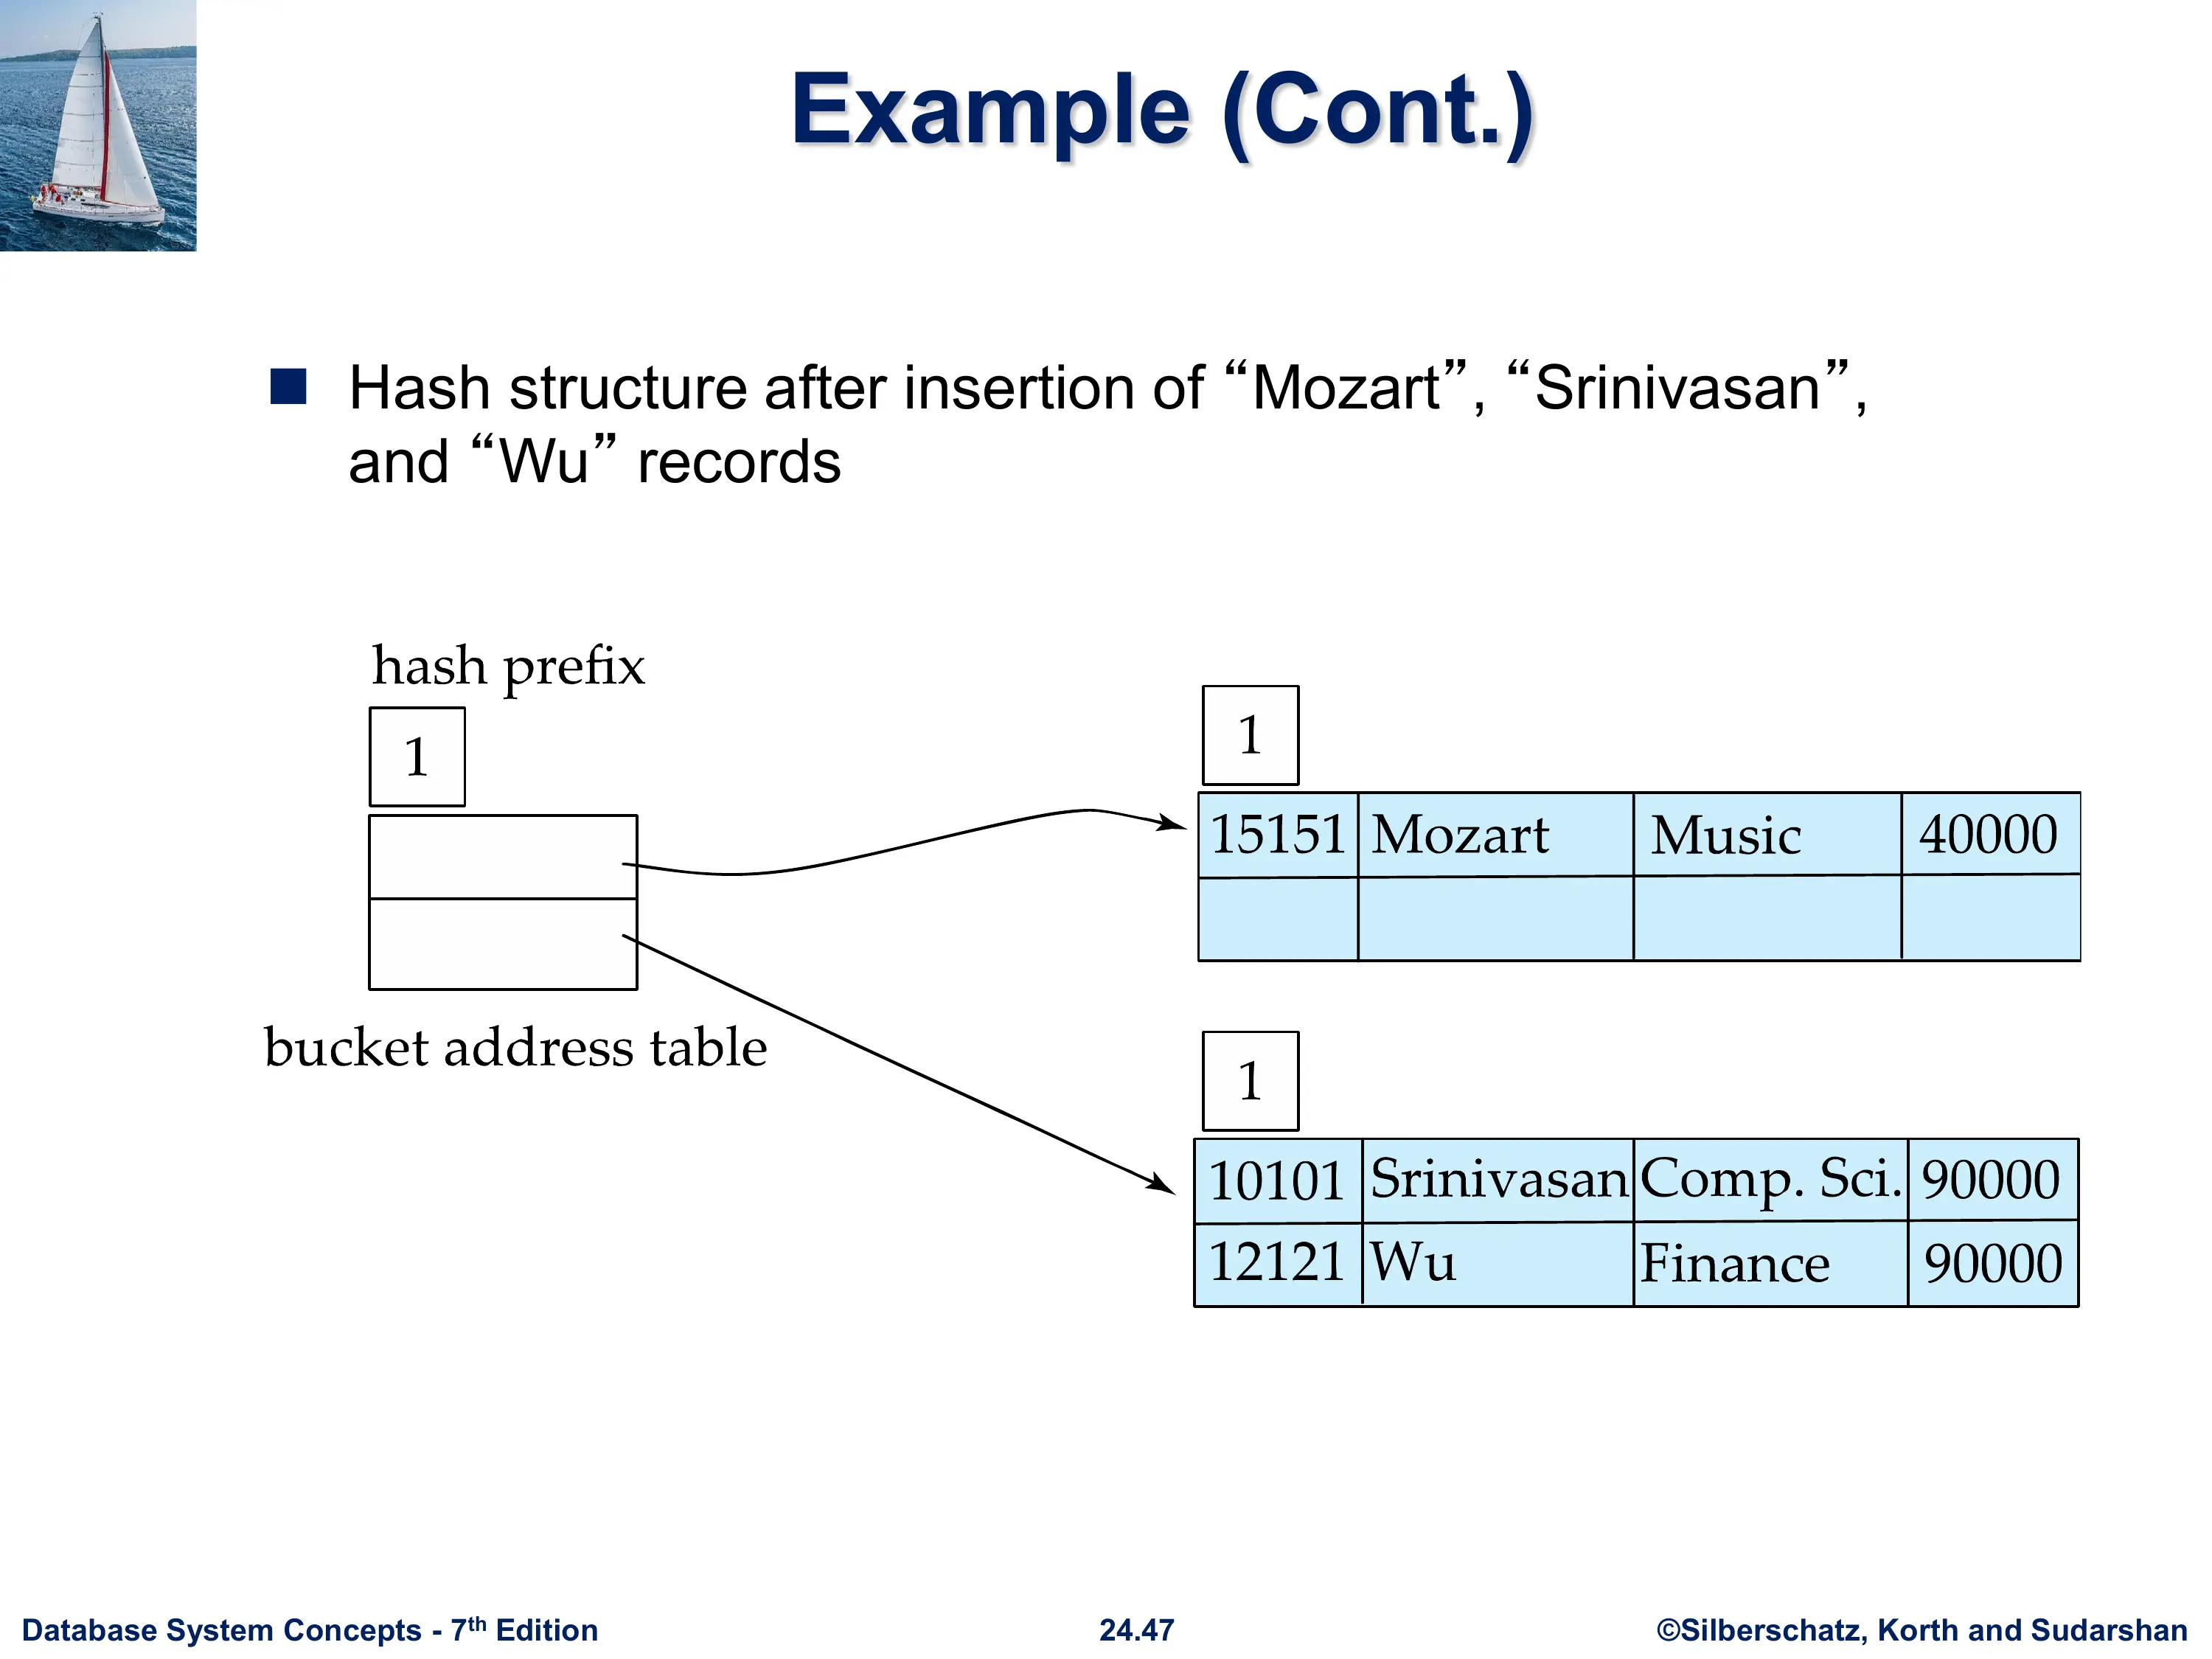 Example (Cont.)
Hash structure after insertion of “Mozart”, “Srinivasan”,
and “Wu” records
hash prefix
1
bucket address table
1
15151 Mozart Music 40000
1
10101 Srinivasan Comp. Sci. 90000
12121 Wu Finance 90000
Database System Concepts - 7th Edition 24.47 ©Silberschatz, Korth and Sudarshan